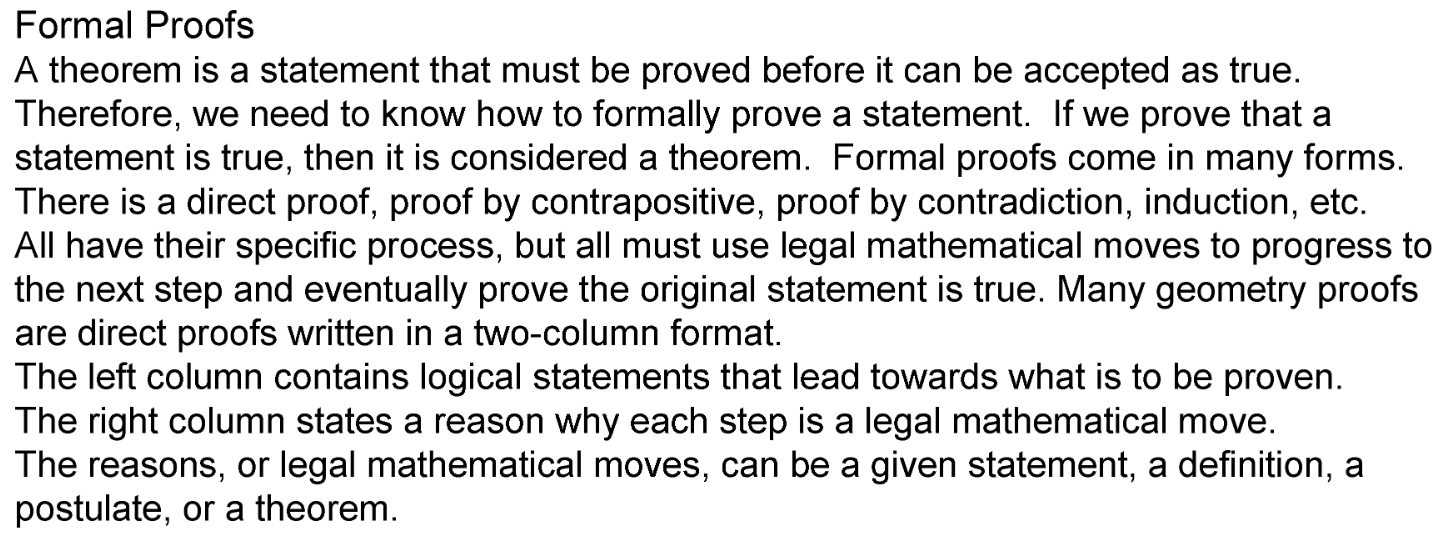 Formal Proofs
A theorem is a statement that must be proved before it can be accepted as true.
Therefore, we need to know how to formally prove a statement.  If we prove that a
statement is true, then it is considered a theorem.  Formal proofs come in many forms.
There is a direct proof, proof by contrapositive, proof by contradiction, induction, etc.
All have their specific process, but all must use legal mathematical moves to progress to
the next step and eventually prove the original statement is true. Many geometry proofs
are direct proofs written in a two-column format.
The left column contains logical statements that lead towards what is to be proven.
The right column states a reason why each step is a legal mathematical move.
The reasons, or legal mathematical moves, can be a given statement, a definition, a
postulate, or a theorem.